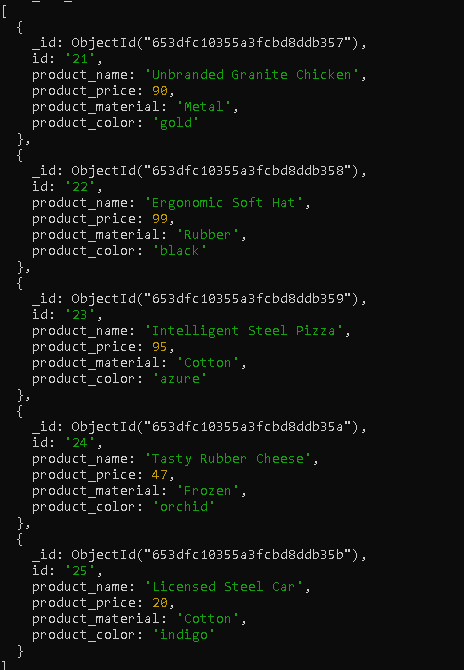 [
  {
    _id: ObjectId("653dfc10355a3fcbd8ddb357"),
    id: '21',
    product_name: 'Unbranded Granite Chicken',
    product_price: 90,
    product_material: 'Metal',
    product_color: 'gold'
  },
  {
    _id: ObjectId("653dfc10355a3fcbd8ddb358"),
    id: '22',
    product_name: 'Ergonomic Soft Hat',
    product_price: 99,
    product_material: 'Rubber',
    product_color: 'black'
  },
  {
    _id: ObjectId("653dfc10355a3fcbd8ddb359"),
    id: '23',
    product_name: 'Intelligent Steel Pizza',
    product_price: 95,
    product_material: 'Cotton',
    product_color: 'azure'
  },
  {
    _id: ObjectId("653dfc10355a3fcbd8ddb35a"),
    id: '24',
    product_name: 'Tasty Rubber Cheese',
    product_price: 47,
    product_material: 'Frozen',
    product_color: 'orchid'
  },
  {
    _id: ObjectId("653dfc10355a3fcbd8ddb35b"),
    id: '25',
    product_name: 'Licensed Steel Car',
    product_price: 20,
    product_material: 'Cotton',
    product_color: 'indigo'
  }
]